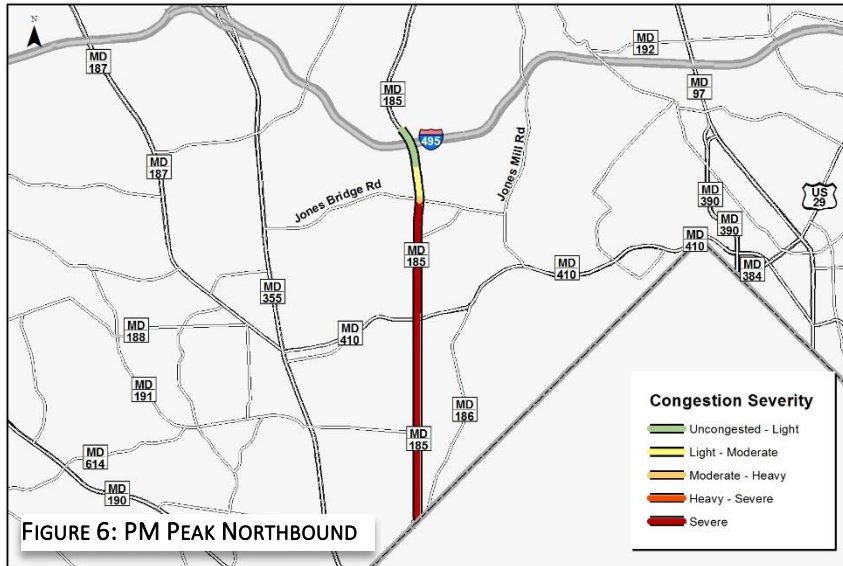 N
MD
187
MD
192
MD
185
MD
97
495
MD
187
Jones Mill Rd
Jones Bridge Rd
MD
390
US
29
MD
390
MD
410
MD
185
MD
410
MD
384
MD
355
MD
188
MD
410
MD
191
MD
186
MD
185
MD
614
MD
190
Congestion Severity
Uncongested - Light
Light - Moderate
Moderate - Heavy
Heavy - Severe
Severe
FIGURE 6: PM PEAK NORTHBOUND